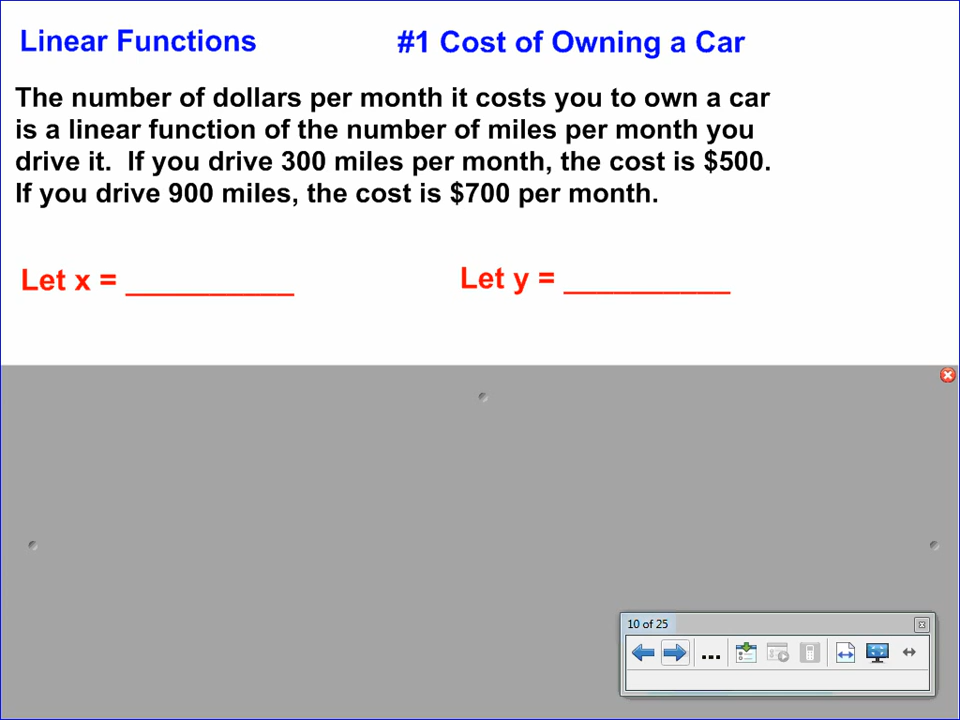 Linear Functions
#1 Cost of Owning a Car
The number of dollars per month it costs you to own a car
is a linear function of the number of miles per month you
drive it. If you drive 300 miles per month, the cost is $500.
If you drive 900 miles, the cost is $700 per month.
Let x = __________
Let y = __________
10 of 25
...